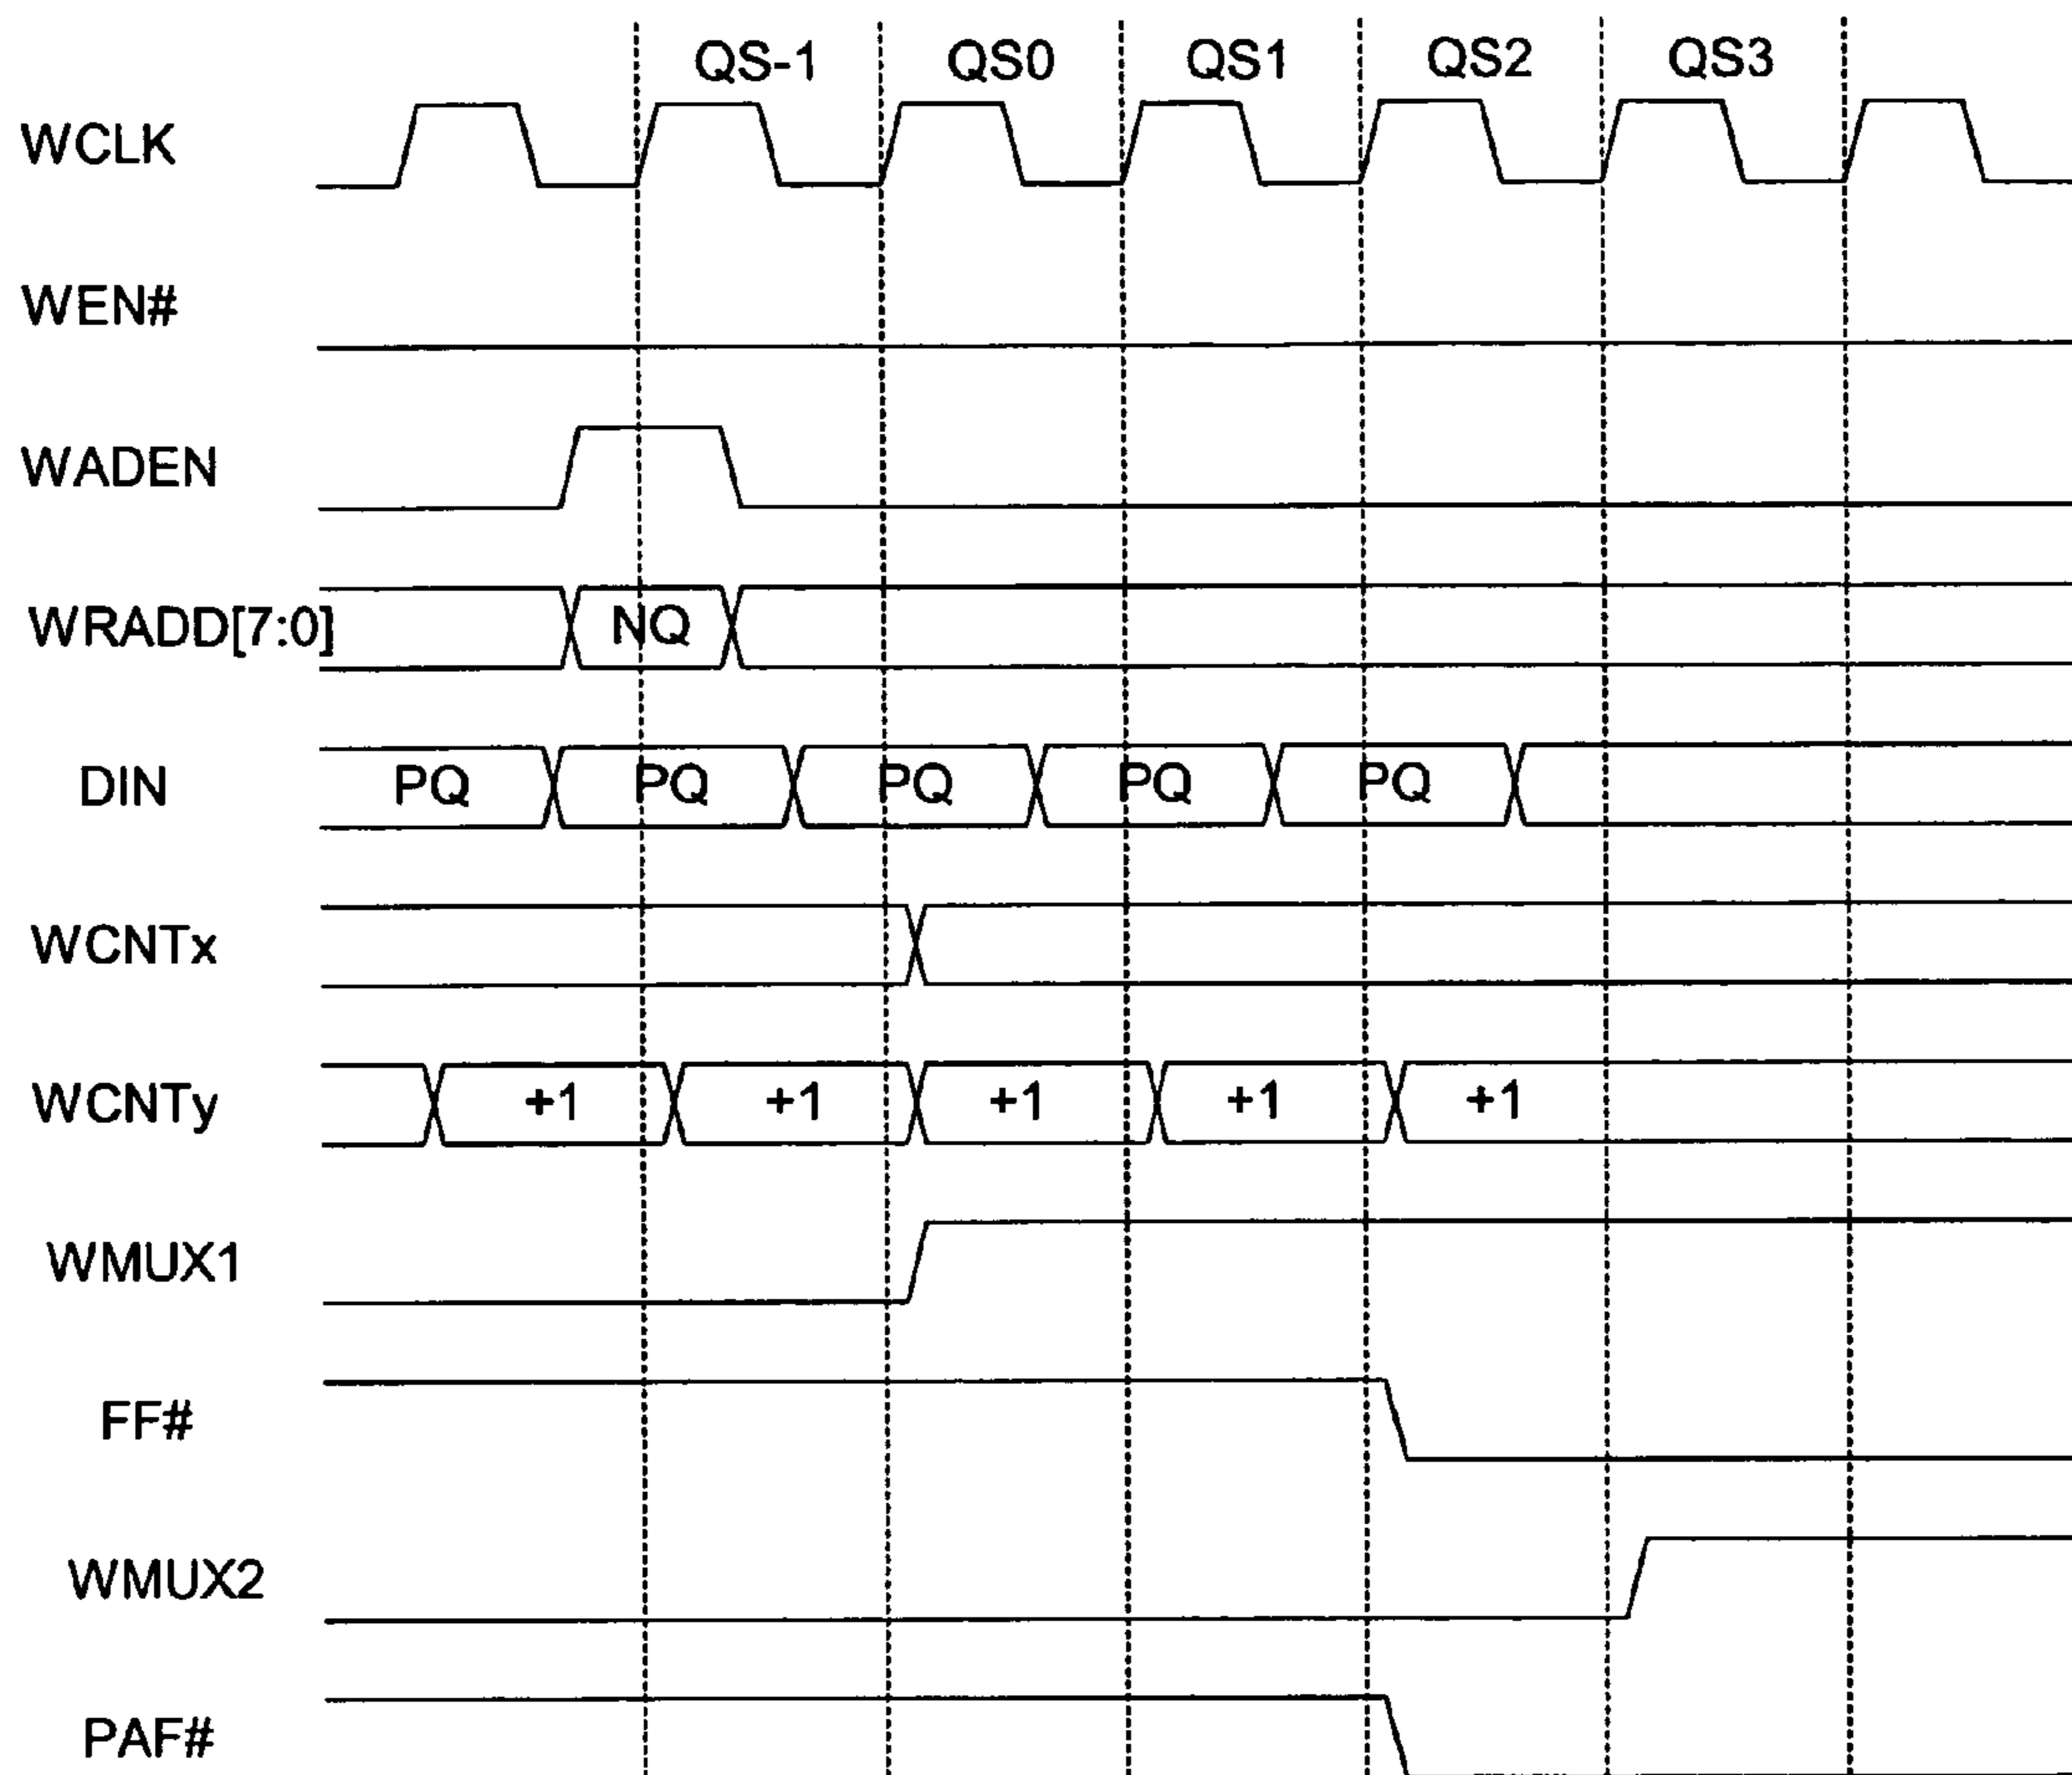 QS-1 QS0 QS1 QS2 QS3
WCLK
WEN#
WADEN
WRADD[7:0] NQ
DIN PQ PQ PQ PQ PQ
WCNTx
WCNTy +1 +1 +1 +1 +1
WMUX1
FF#
WMUX2
PAF#